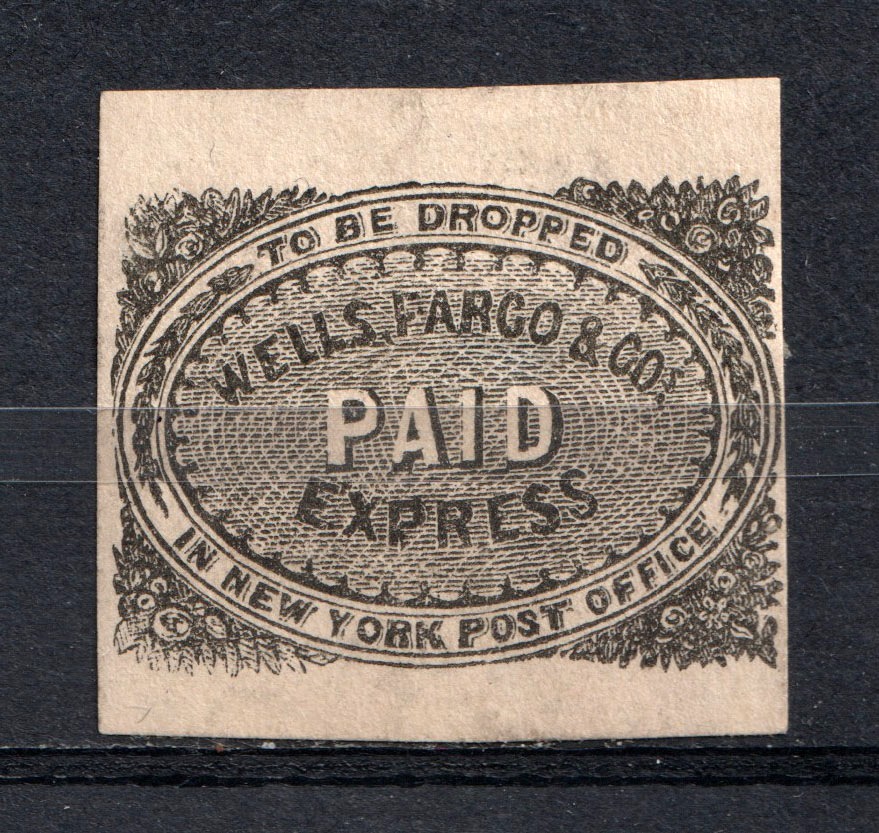 TO BE DROPPED
WELLS, FARGO & CO'S.
PAID
EXPRESS
IN NEW YORK POST OFFICE